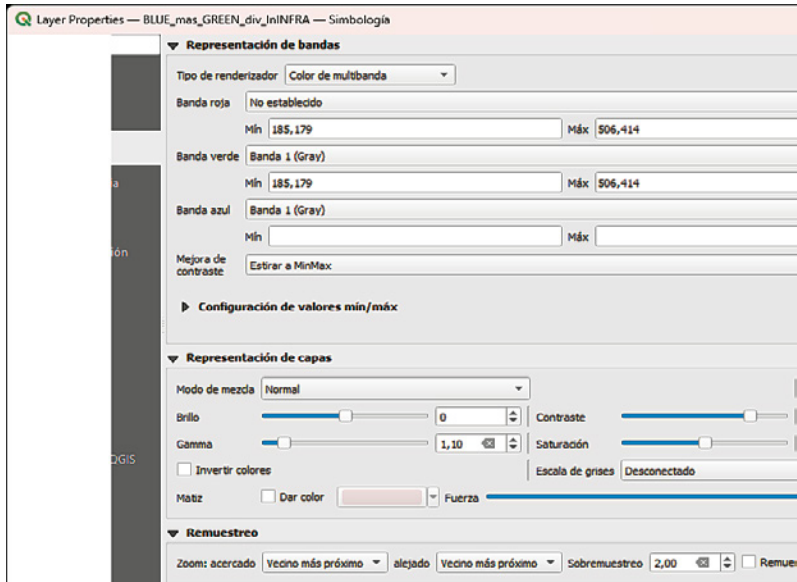 Layer Properties — BLUE_mas_GREEN_div_InINFRA — Simbología
Representación de bandas
Tipo de renderizador Color de multibanda
Banda roja No establecido
Mín 185,179 Máx 506,414
Banda verde Banda 1 (Gray)
Mín 185,179 Máx 506,414
Banda azul Banda 1 (Gray)
Mín Máx
Mejora de contraste Estirar a MinMax
Configuración de valores mín/máx
Representación de capas
Modo de mezcla Normal
Brillo 0 Contraste
Gamma 1,10 Saturación
Invertir colores Escala de grises Desconectado
Matiz Dar color Fuerza
QGIS
Remuestreo
Zoom: acercado Vecino más próximo alejado Vecino más próximo Sobremuestreo 2,00